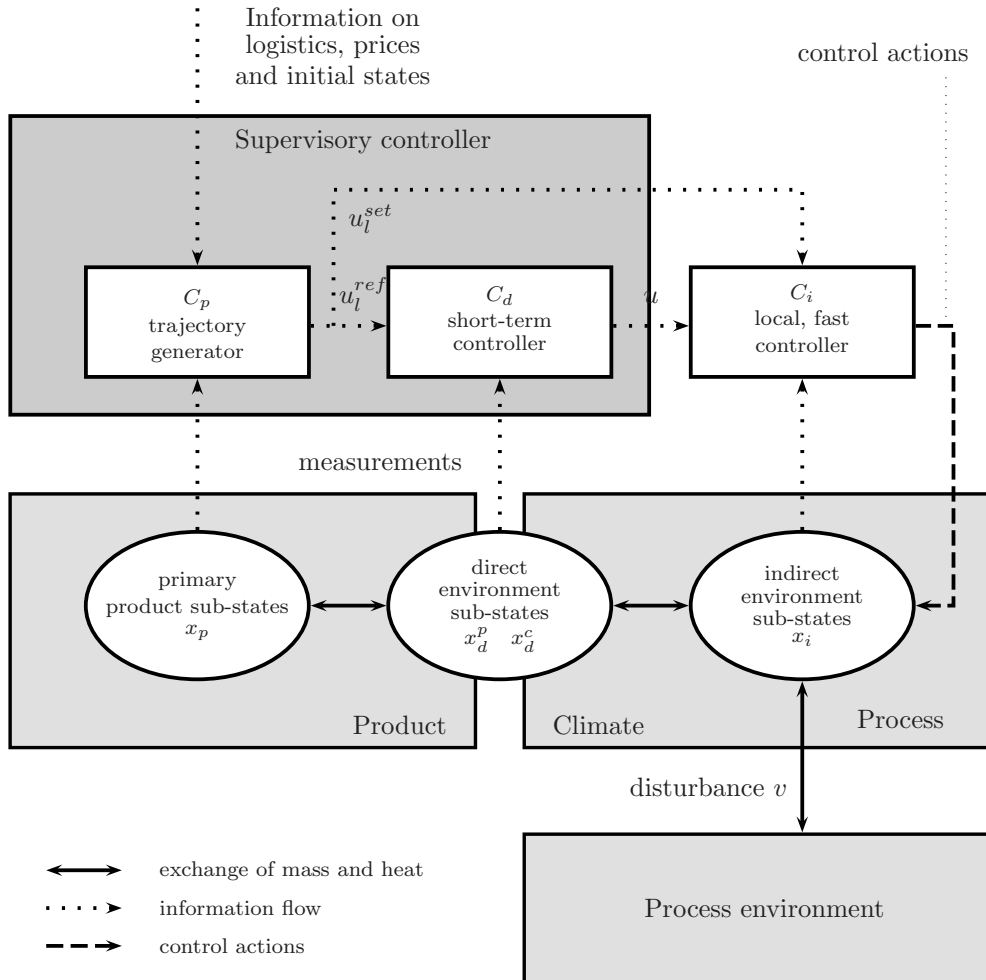 Information on
logistics, prices
and initial states
control actions
Supervisory controller
u_l^{set}
u_l^{ref}
u
C_p
trajectory
generator
C_d
short-term
controller
C_i
local, fast
controller
measurements
primary
product sub-states
x_p
direct
environment
sub-states
x_d^p x_d^c
indirect
environment
sub-states
x_i
Product
Climate
Process
disturbance v
exchange of mass and heat
information flow
control actions
Process environment